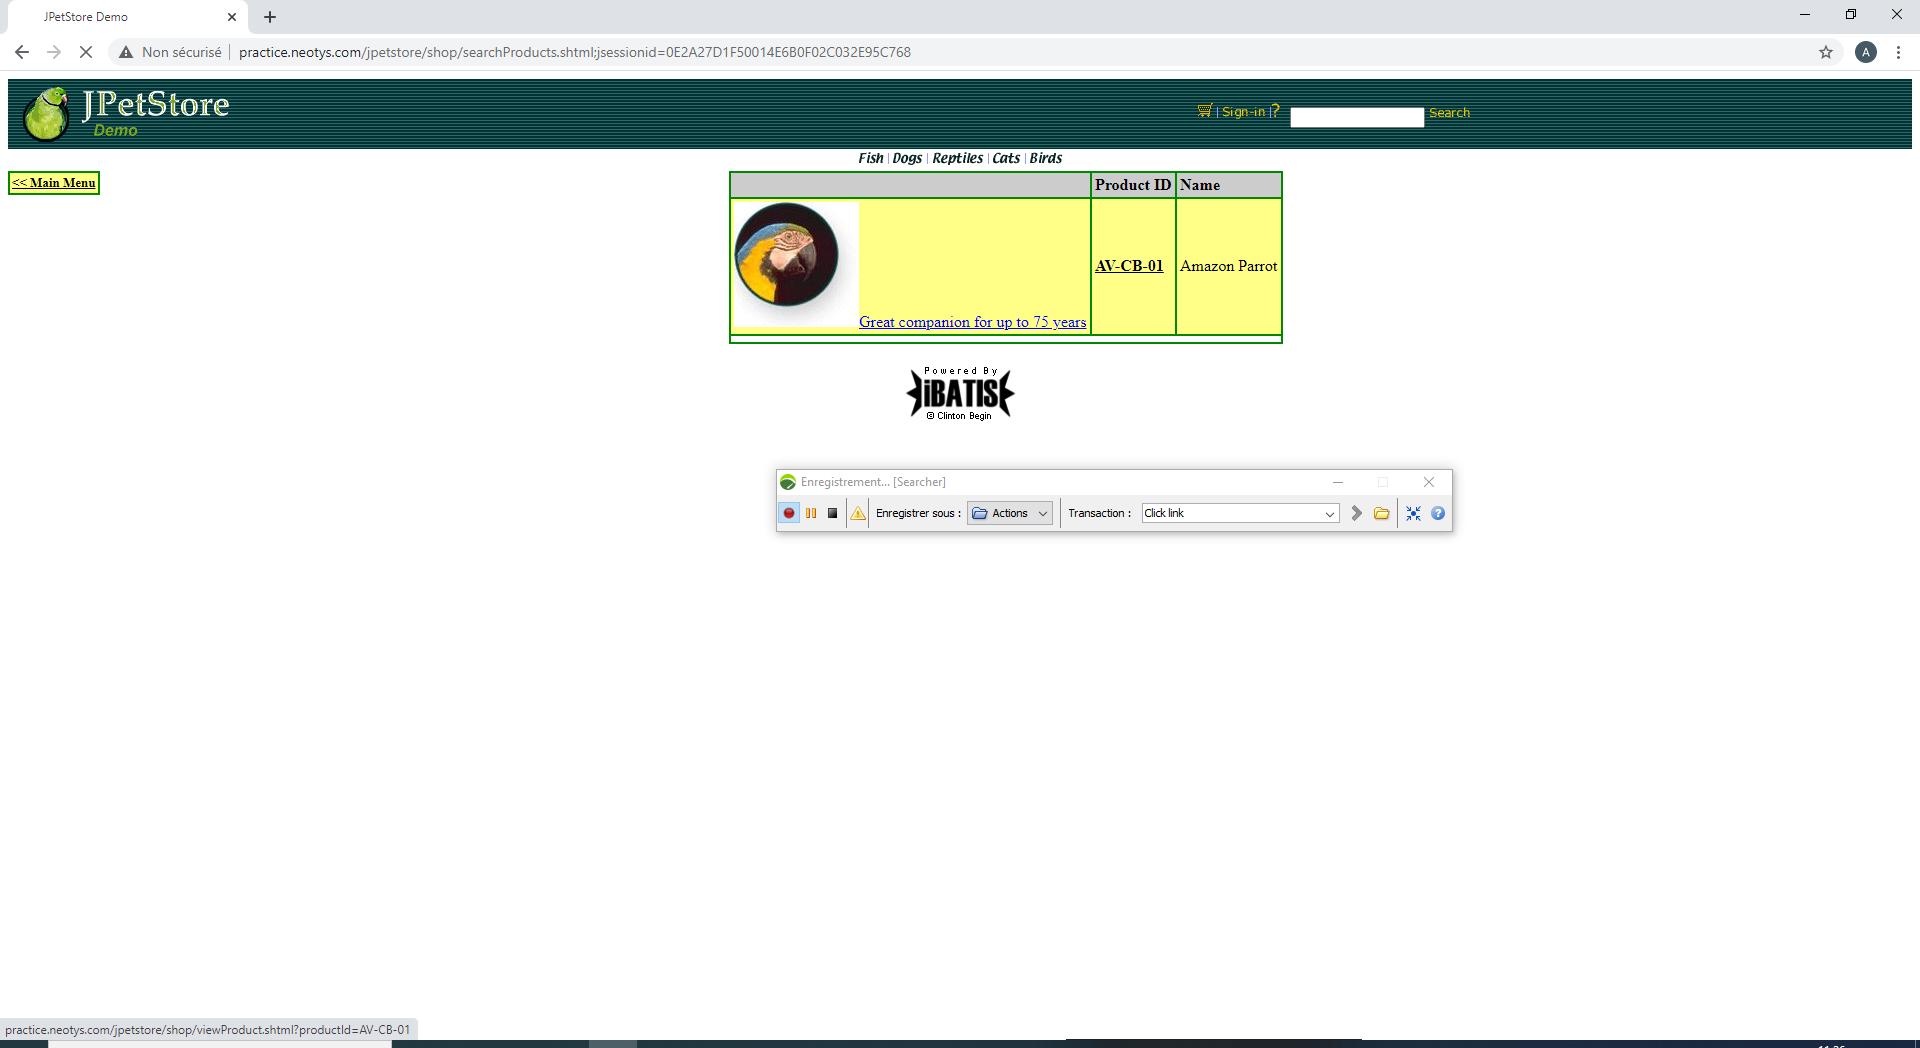 JPetStore Demo
Non sécurisé
practice.neotys.com/jpetstore/shop/searchProducts.shtml;jsessionid=0E2A27D1F50014E6B0F02C032E95C768
A
JPetStore
Demo
| Sign-in | ?
Search
Fish | Dogs | Reptiles | Cats | Birds
<< Main Menu
Product ID Name
Great companion for up to 75 years
AV-CB-01
Amazon Parrot
Powered By
iBATIS
© Clinton Begin
Enregistrement... [Searcher]
Enregistrer sous : Actions Transaction : Click link
practice.neotys.com/jpetstore/shop/viewProduct.shtml?productId=AV-CB-01